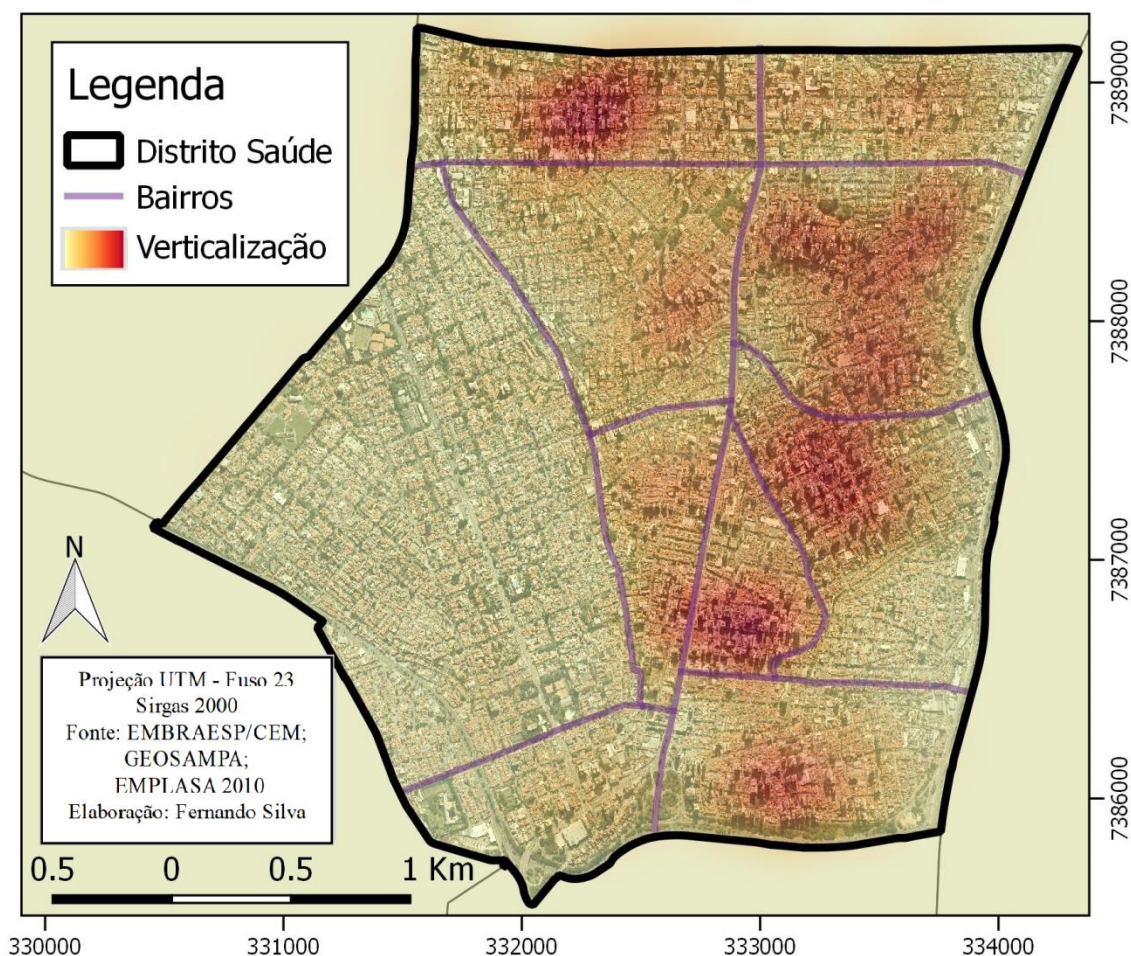 Legenda
Distrito Saúde
Bairros
Verticalização
N
Projeção UTM - Fuso 23
Sirgas 2000
Fonte: EMBRAESP/CEM;
GEOSAMPA;
EMPLASA 2010
Elaboração: Fernando Silva
0.5 0 0.5 1 Km
7389000
7388000
7387000
7386000
330000 331000 332000 333000 334000